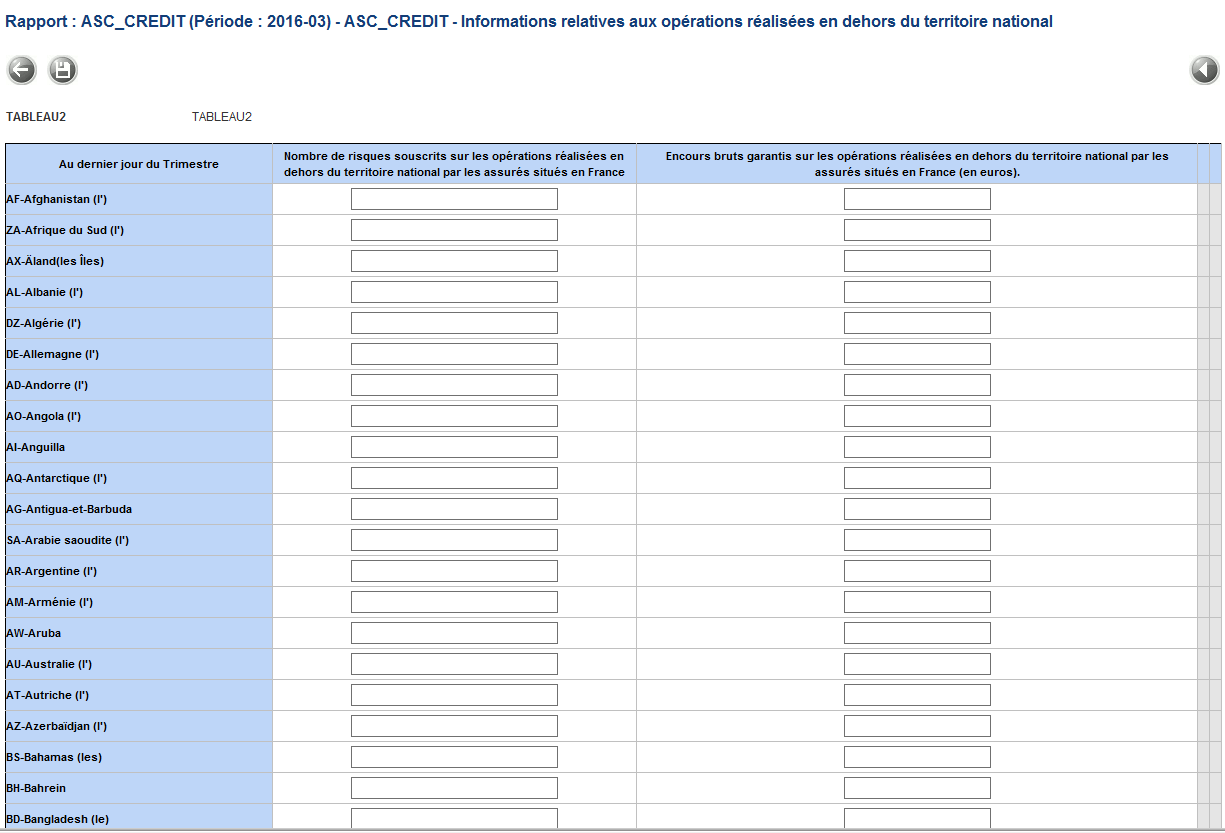 Rapport : ASC_CREDIT (Période : 2016-03) - ASC_CREDIT - Informations relatives aux opérations réalisées en dehors du territoire national
TABLEAU2 TABLEAU2
Au dernier jour du Trimestre
Nombre de risques souscrits sur les opérations réalisées en
dehors du territoire national par les assurés situés en France
Encours bruts garantis sur les opérations réalisées en dehors du territoire national par les
assurés situés en France (en euros).
AF-Afghanistan (l')
ZA-Afrique du Sud (l')
AX-Äland(les Îles)
AL-Albanie (l')
DZ-Algérie (l')
DE-Allemagne (l')
AD-Andorre (l')
AO-Angola (l')
AI-Anguilla
AQ-Antarctique (l')
AG-Antigua-et-Barbuda
SA-Arabie saoudite (l')
AR-Argentine (l')
AM-Arménie (l')
AW-Aruba
AU-Australie (l')
AT-Autriche (l')
AZ-Azerbaïdjan (l')
BS-Bahamas (les)
BH-Bahrein
BD-Bangladesh (le)